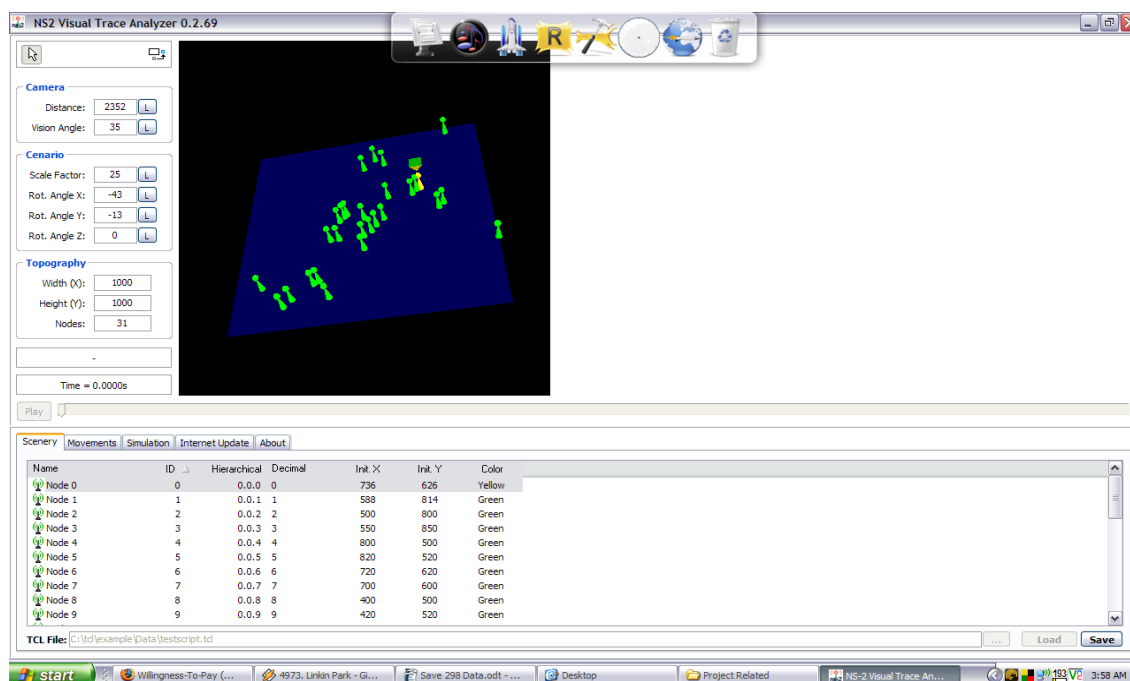 NS2 Visual Trace Analyzer 0.2.69
R
Camera
Distance: 2352 L
Vision Angle: 35 L
Cenario
Scale Factor: 25 L
Rot. Angle X: -43 L
Rot. Angle Y: -13 L
Rot. Angle Z: 0 L
Topography
Width (X): 1000
Height (Y): 1000
Nodes: 31
-
Time = 0.0000s
Play
Scenery Movements Simulation Internet Update About
Name ID Hierarchical Decimal Init. X Init. Y Color
Node 0 0 0.0.0 0 736 626 Yellow
Node 1 1 0.0.1 1 588 814 Green
Node 2 2 0.0.2 2 500 800 Green
Node 3 3 0.0.3 3 550 850 Green
Node 4 4 0.0.4 4 800 500 Green
Node 5 5 0.0.5 5 820 520 Green
Node 6 6 0.0.6 6 720 620 Green
Node 7 7 0.0.7 7 700 600 Green
Node 8 8 0.0.8 8 400 500 Green
Node 9 9 0.0.9 9 420 520 Green
TCL File: C:\tcl\example\Data\testscript.tcl ... Load Save
start Willingness-To-Pay (... 4973. Linkin Park - Gi... Save 298 Data.odt - ... Desktop Project Related NS-2 Visual Trace An... 193 3:58 AM